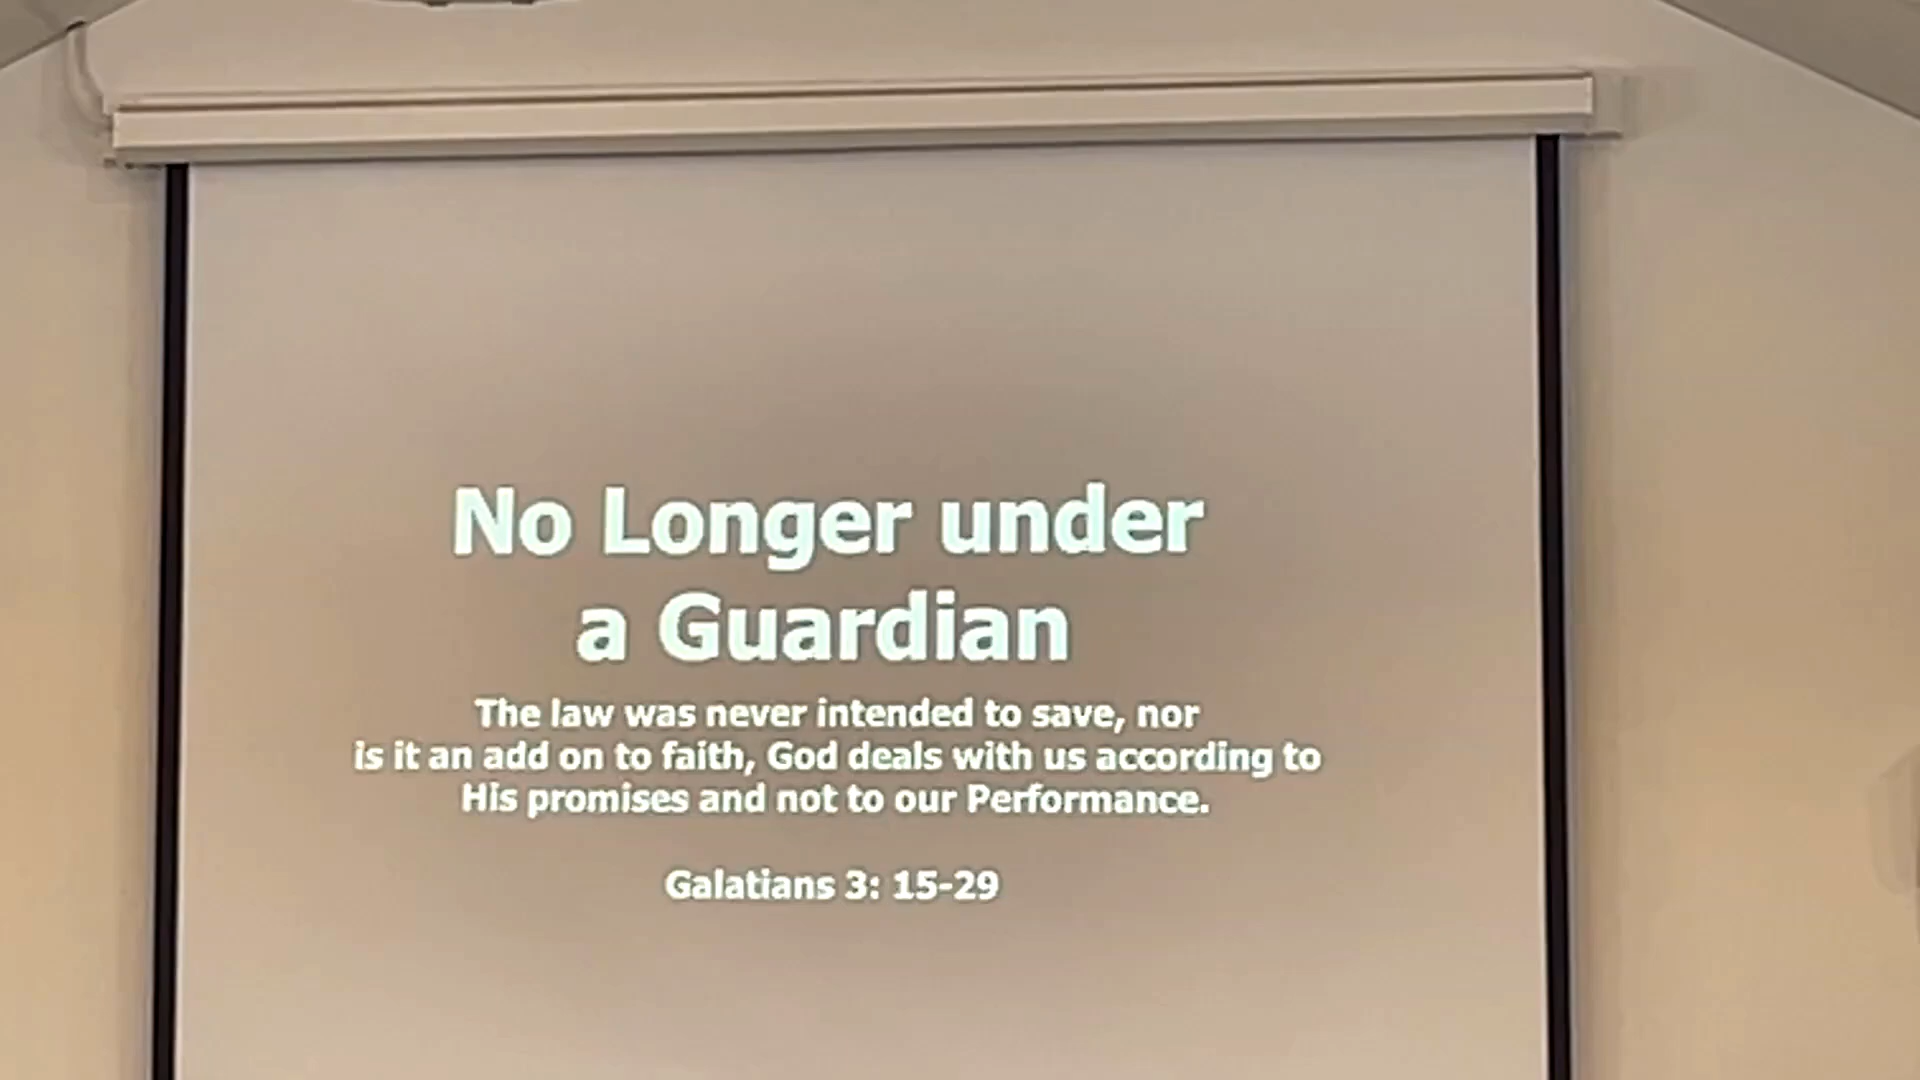 No Longer under
a Guardian
The law was never intended to save, nor
is it an add on to faith, God deals with us according to
His promises and not to our Performance.
Galatians 3: 15-29